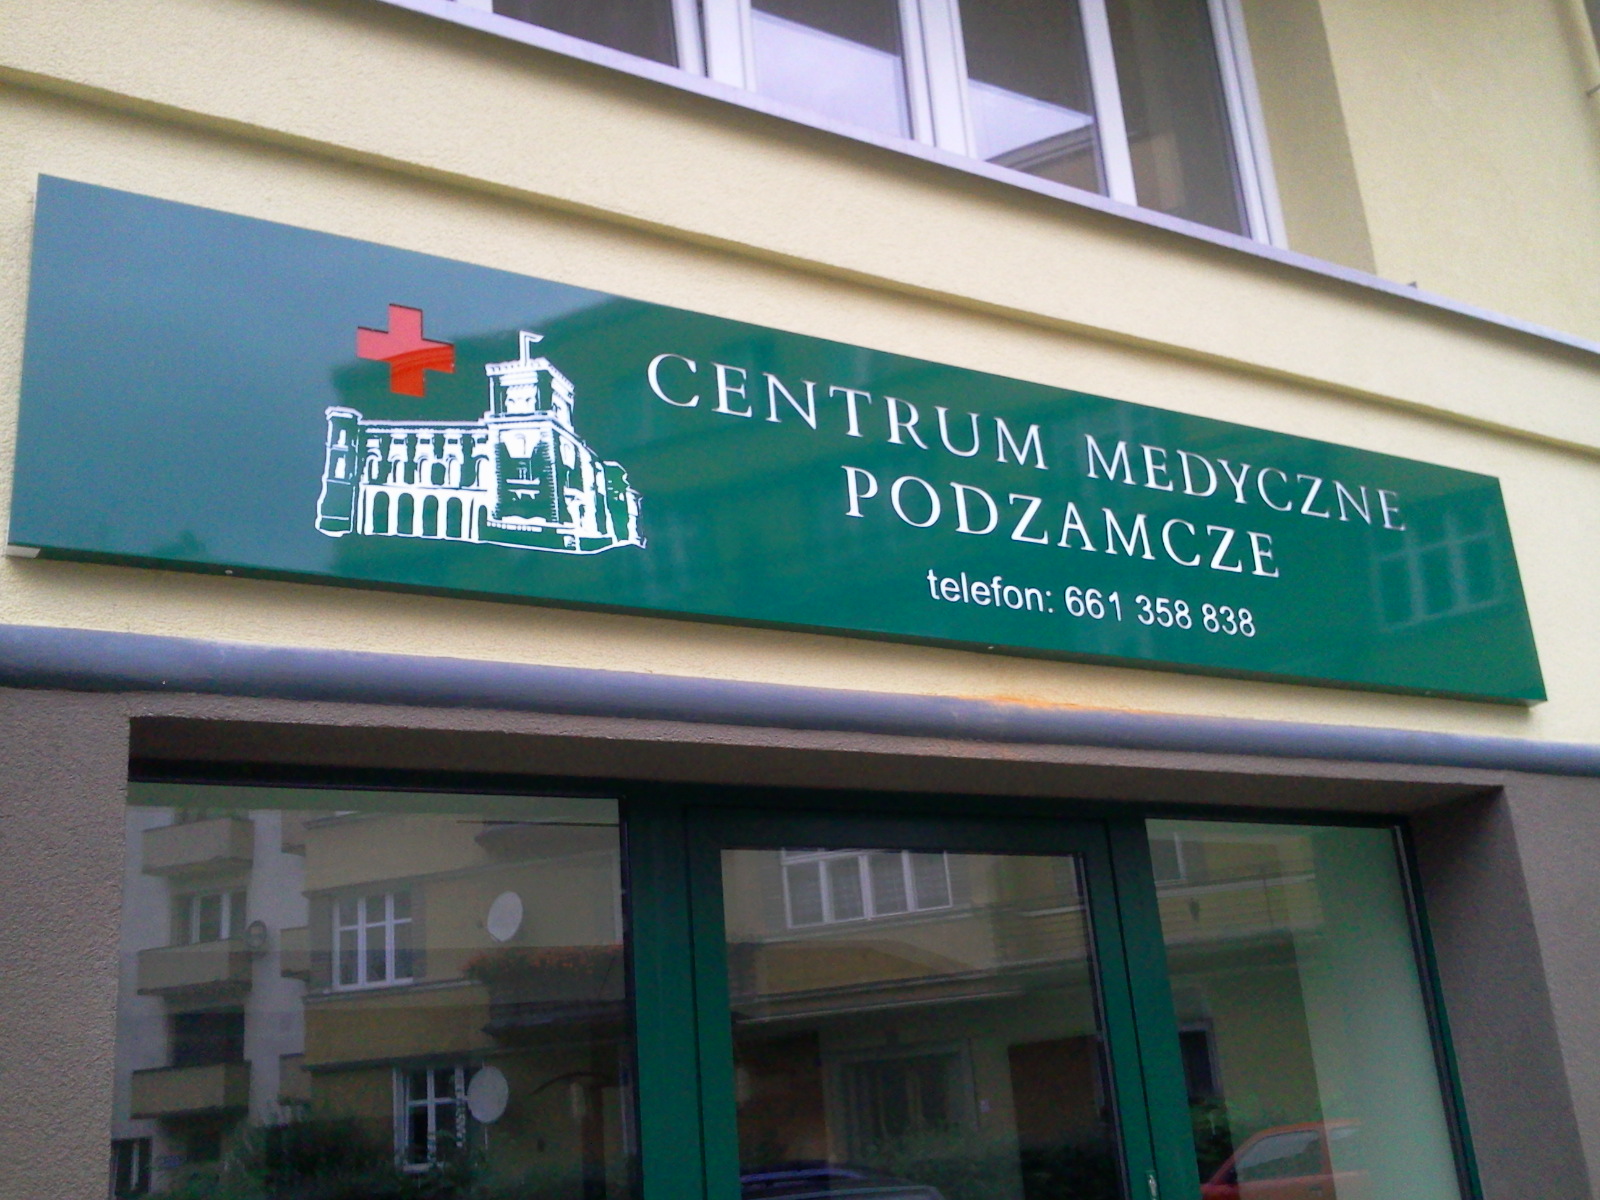 CENTRUM MEDYCZNE
PODZAMCZE
telefon: 661 358 838